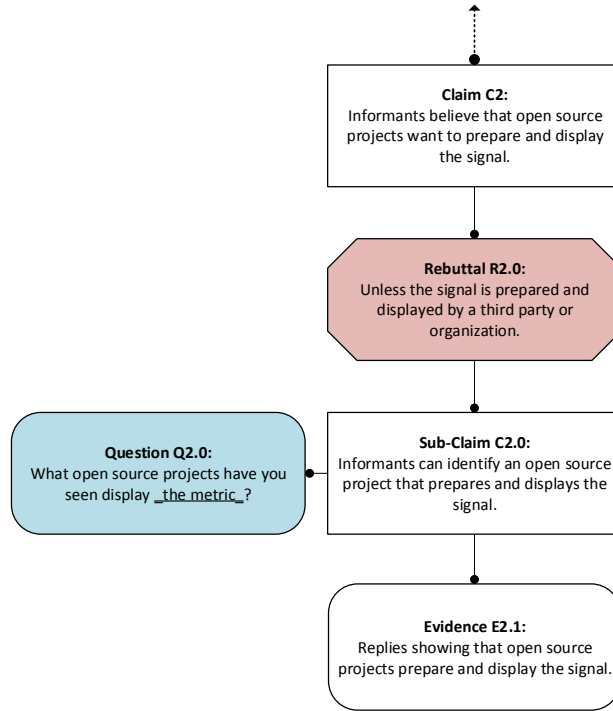 Claim C2:
Informants believe that open source
projects want to prepare and display
the signal.
Rebuttal R2.0:
Unless the signal is prepared and
displayed by a third party or
organization.
Question Q2.0:
What open source projects have you
seen display _the metric_?
Sub-Claim C2.0:
Informants can identify an open source
project that prepares and displays the
signal.
Evidence E2.1:
Replies showing that open source
projects prepare and display the signal.